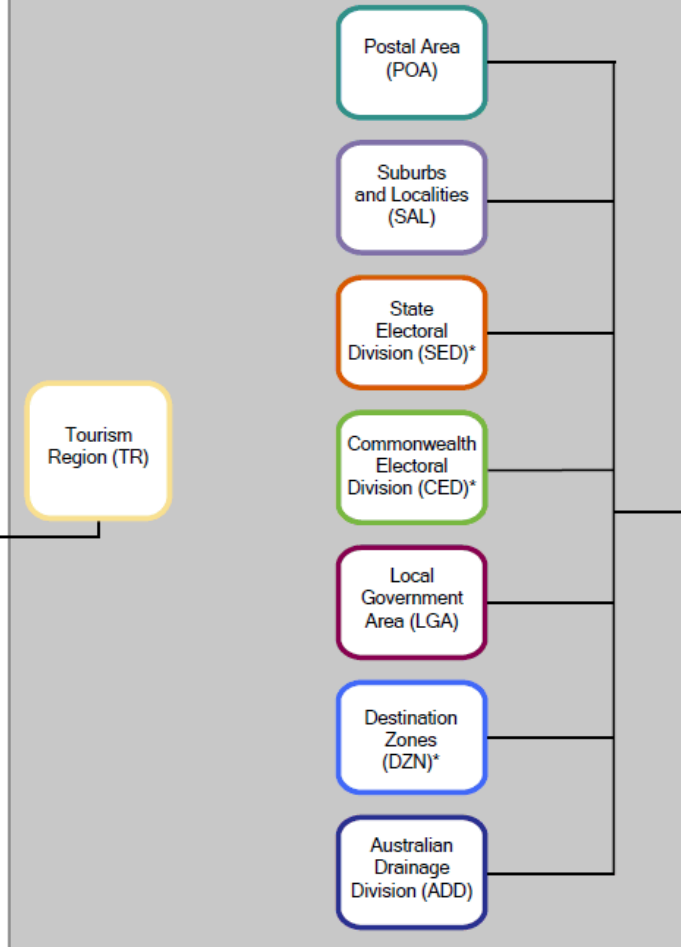 Postal Area
(POA)
Suburbs
and Localities
(SAL)
State
Electoral
Division (SED)*
Tourism
Region (TR)
Commonwealth
Electoral
Division (CED)*
Local
Government
Area (LGA)
Destination
Zones
(DZN)*
Australian
Drainage
Division (ADD)